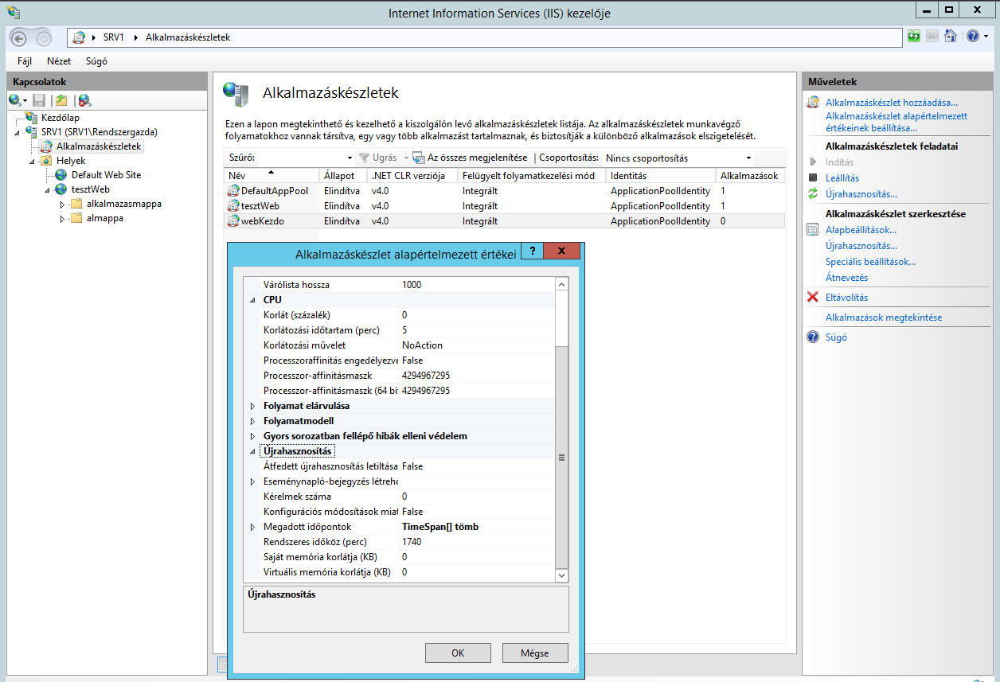 Internet Information Services (IIS) kezelője
SRV1 Alkalmazáskészletek
Fájl Nézet Súgó
Kapcsolatok
Kezdőlap
SRV1 (SRV1\Rendszergazda)
Alkalmazáskészletek
Helyek
Default Web Site
tesztWeb
alkalmazasmappa
almappa
Alkalmazáskészletek
Ezen a lapon megtekinthető és kezelhető a kiszolgálón levő alkalmazáskészletek listája. Az alkalmazáskészletek munkavégző
folyamatokhoz vannak társítva, egy vagy több alkalmazást tartalmaznak, és biztosítják a különböző alkalmazások elszigetelését.
Szűrő: Ugrás Az összes megjelenítése Csoportosítás: Nincs csoportosítás
Név Állapot .NET CLR verziója Felügyelt folyamatkezelési mód Identitás Alkalmazások
DefaultAppPool Elindítva v4.0 Integrált ApplicationPoolIdentity 1
tesztWeb Elindítva v4.0 Integrált ApplicationPoolIdentity 1
webKezdo Elindítva v4.0 Integrált ApplicationPoolIdentity 0
Alkalmazáskészlet alapértelmezett értékei ? x
Várólista hossza 1000
CPU
Korlát (százalék) 0
Korlátozási időtartam (perc) 5
Korlátozási művelet NoAction
Processzoraffinitás engedélyezve False
Processzor-affinitásmaszk 4294967295
Processzor-affinitásmaszk (64 bi 4294967295
Folyamat elárvulása
Folyamatmodell
Gyors sorozatban fellépő hibák elleni védelem
Újrahasznosítás
Átfedett újrahasznosítás letiltása False
Eseménynapló-bejegyzés létreho
Kérelmek száma 0
Konfigurációs módosítások miat False
Megadott időpontok TimeSpan[] tömb
Rendszeres időköz (perc) 1740
Saját memória korlátja (KB) 0
Virtuális memória korlátja (KB) 0
Újrahasznosítás
OK Mégse
Műveletek
Alkalmazáskészlet hozzáadása...
Alkalmazáskészlet alapértelmezett
értékeinek beállítása...
Alkalmazáskészletek feladatai
Indítás
Leállítás
Újrahasznosítás...
Alkalmazáskészlet szerkesztése
Alapbeállítások...
Újrahasznosítás...
Speciális beállítások...
Átnevezés
Eltávolítás
Alkalmazások megtekintése
Súgó